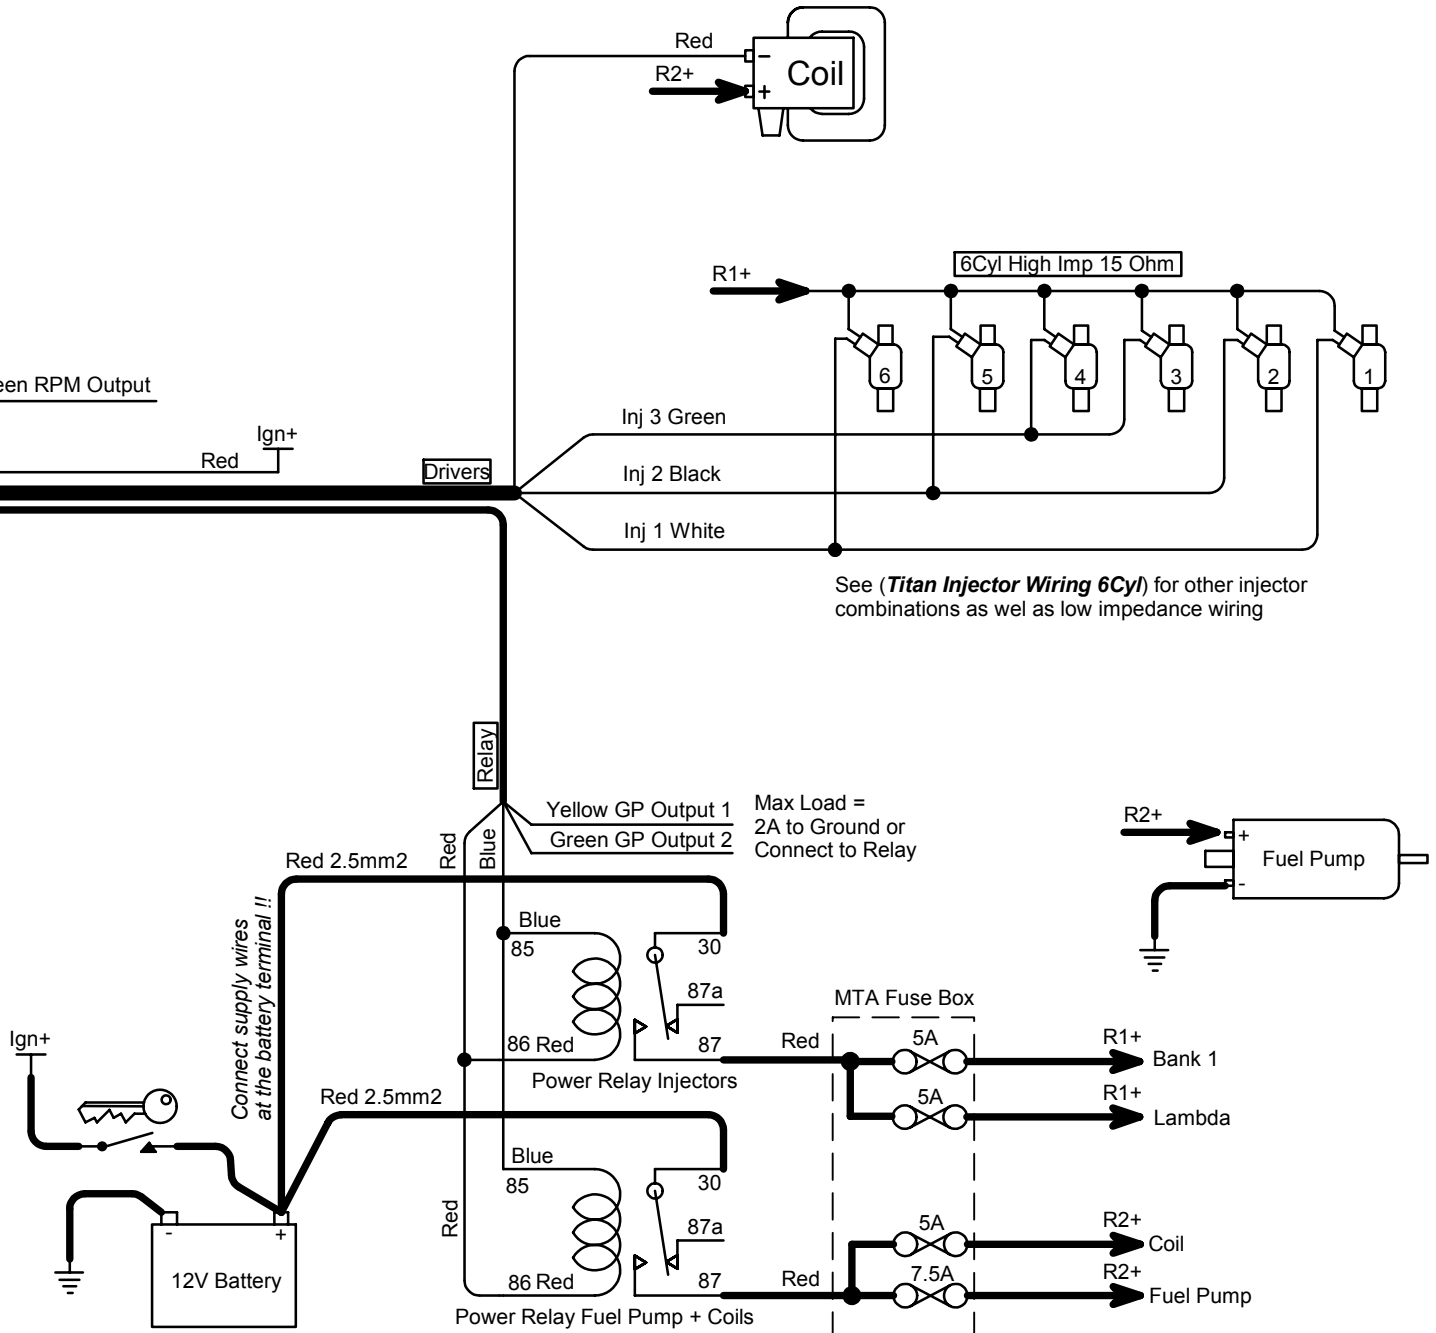 Red
R2+
-
+
Coil
R1+
6Cyl High Imp 15 Ohm
6
5
4
3
2
1
een RPM Output
Ign+
Red
Drivers
Inj 3 Green
Inj 2 Black
Inj 1 White
See (Titan Injector Wiring 6Cyl) for other injector
combinations as wel as low impedance wiring
Relay
Yellow GP Output 1
Green GP Output 2
Max Load =
2A to Ground or
Connect to Relay
Red
Blue
Red 2.5mm2
R2+
+
-
Fuel Pump
Connect supply wires
at the battery terminal !!
Blue
85
30
87a
86 Red
87
Power Relay Injectors
MTA Fuse Box
Red
5A
R1+
Bank 1
5A
R1+
Lambda
Ign+
Red 2.5mm2
Blue
85
30
87a
Red
86 Red
87
Power Relay Fuel Pump + Coils
Red
5A
R2+
Coil
7.5A
R2+
Fuel Pump
-
+
12V Battery